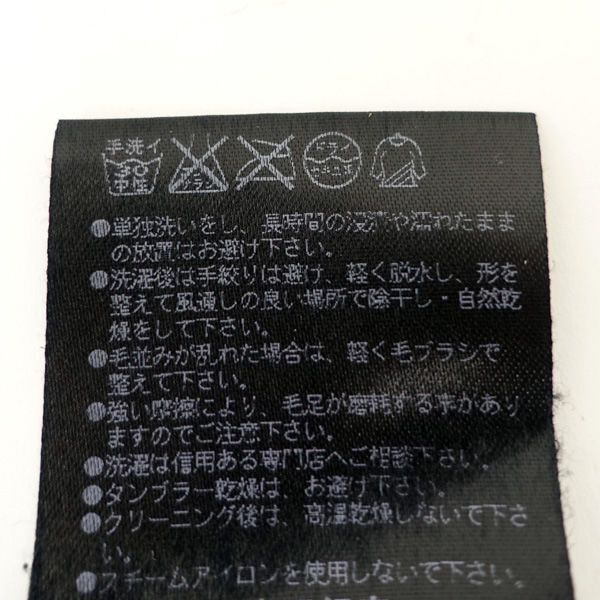 手洗イ
30
中性
エンソ
サラシ
ドライ
セキユ系
●単独洗いをし、長時間の浸漬や濡れたまま
の放置はお避け下さい。
●洗濯後は手絞りは避け、軽く脱水し、形を
整えて風通しの良い場所で陰干し・自然乾
燥をして下さい。
●毛並みが乱れた場合は、軽く毛ブラシで
整えて下さい。
●強い摩擦により、毛足が磨耗する事があり
ますのでご注意下さい。
●洗濯は信用ある専門店へご相談下さい。
●タンブラー乾燥は、お避け下さい。
●クリーニング後は、高温乾燥しないで下さ
い。
●スチームアイロンを使用しないで下さい